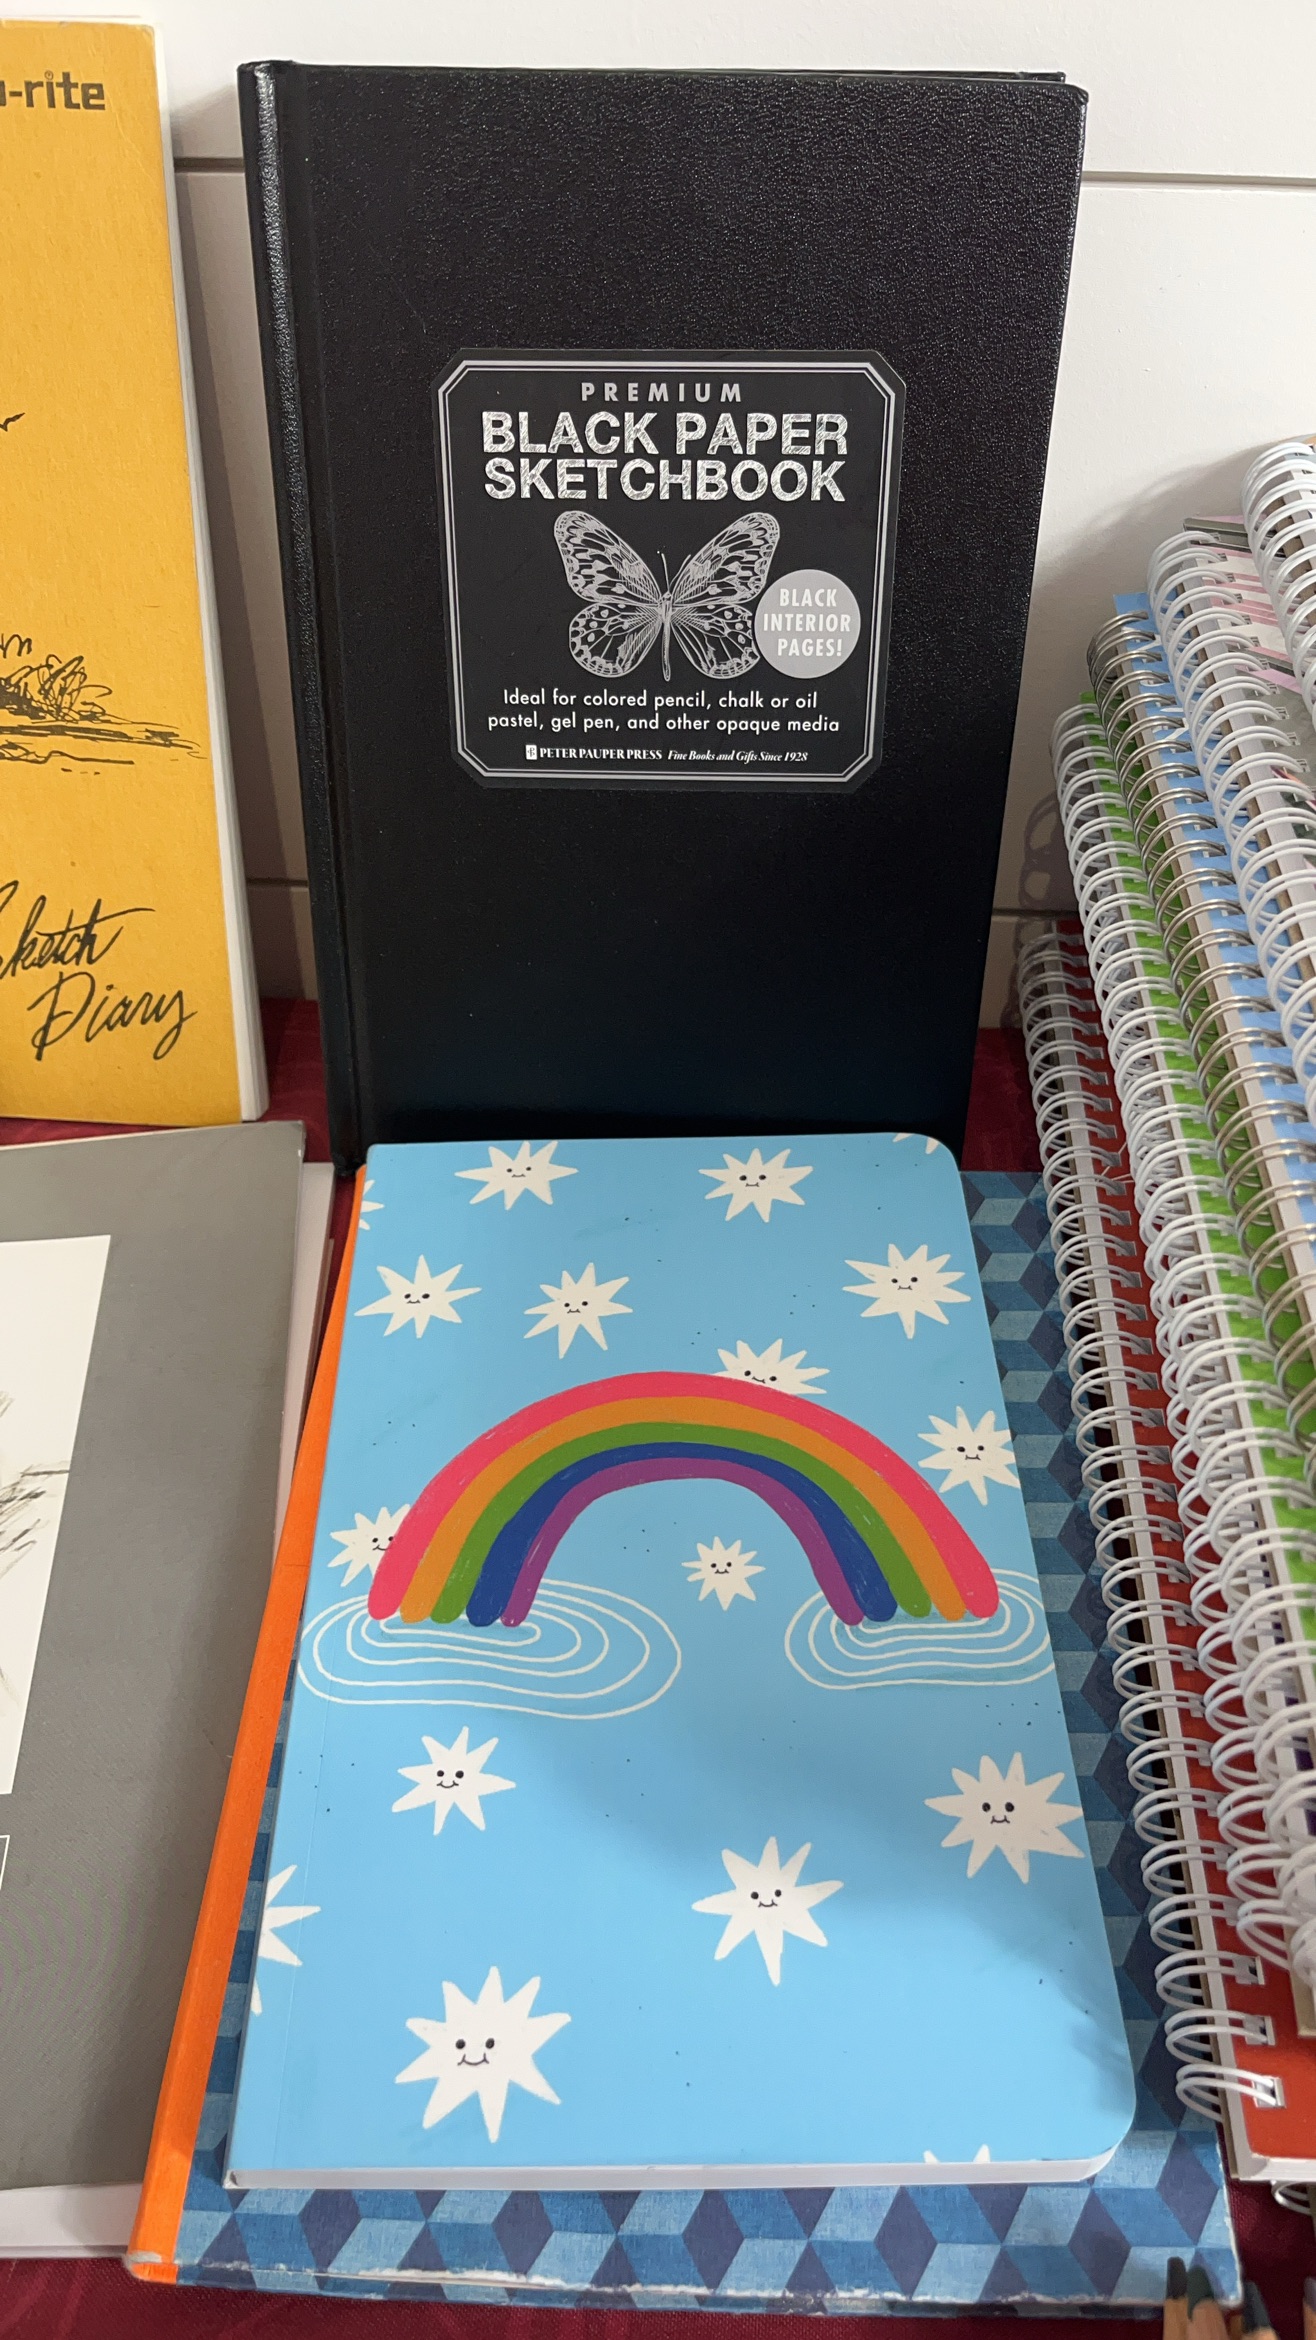 -rite
Sketch
Diary
PREMIUM
BLACK PAPER
SKETCHBOOK
BLACK
INTERIOR
PAGES!
Ideal for colored pencil, chalk or oil
pastel, gel pen, and other opaque media
PETER PAUPER PRESS Fine Books and Gifts Since 1928